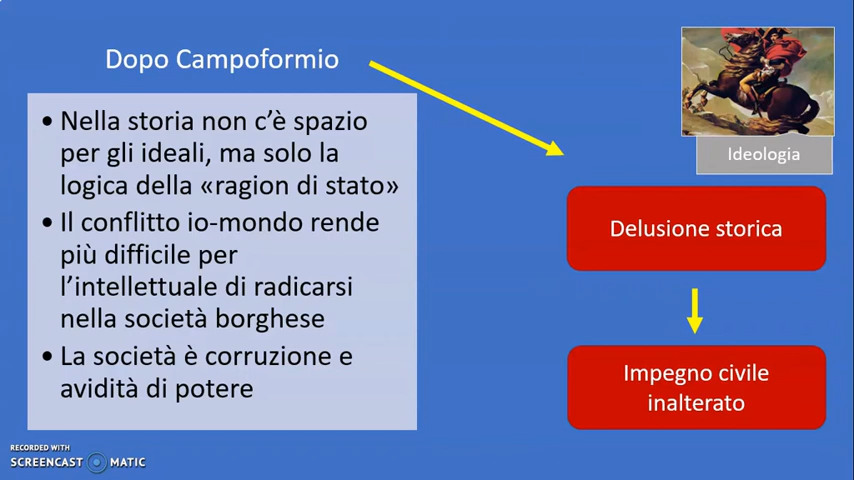 Dopo Campoformio
• Nella storia non c’è spazio
per gli ideali, ma solo la
logica della «ragion di stato»
• Il conflitto io-mondo rende
più difficile per
l’intellettuale di radicarsi
nella società borghese
• La società è corruzione e
avidità di potere
Ideologia
Delusione storica
Impegno civile
inalterato
RECORDED WITH
SCREENCAST MATIC